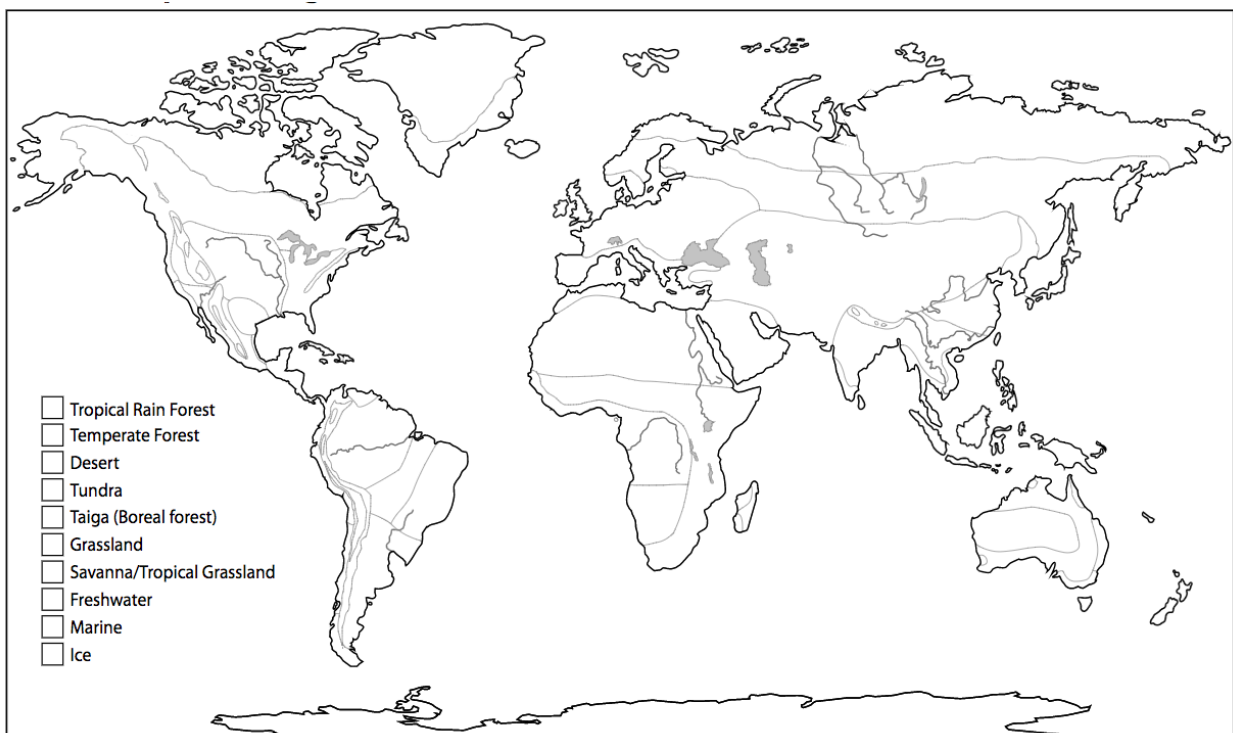 Tropical Rain Forest
Temperate Forest
Desert
Tundra
Taiga (Boreal forest)
Grassland
Savanna/Tropical Grassland
Freshwater
Marine
Ice